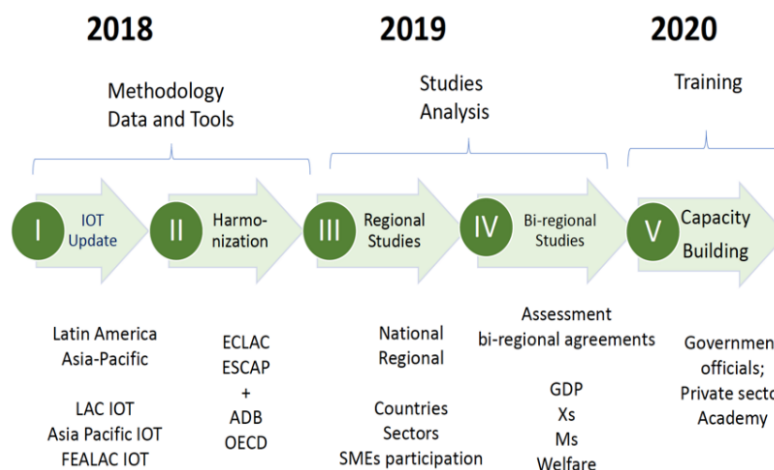 2018
2019
2020
Methodology
Data and Tools
Studies
Analysis
Training
I
IOT
Update
II
Harmo-
nization
III
Regional
Studies
IV
Bi-regional
Studies
V
Capacity
Building
Latin America
Asia-Pacific
LAC IOT
Asia Pacific IOT
FEALAC IOT
ECLAC
ESCAP
+
ADB
OECD
National
Regional
Countries
Sectors
SMEs participation
Assessment
bi-regional agreements
GDP
Xs
Ms
Welfare
Governmen
officials;
Private secto
Academy